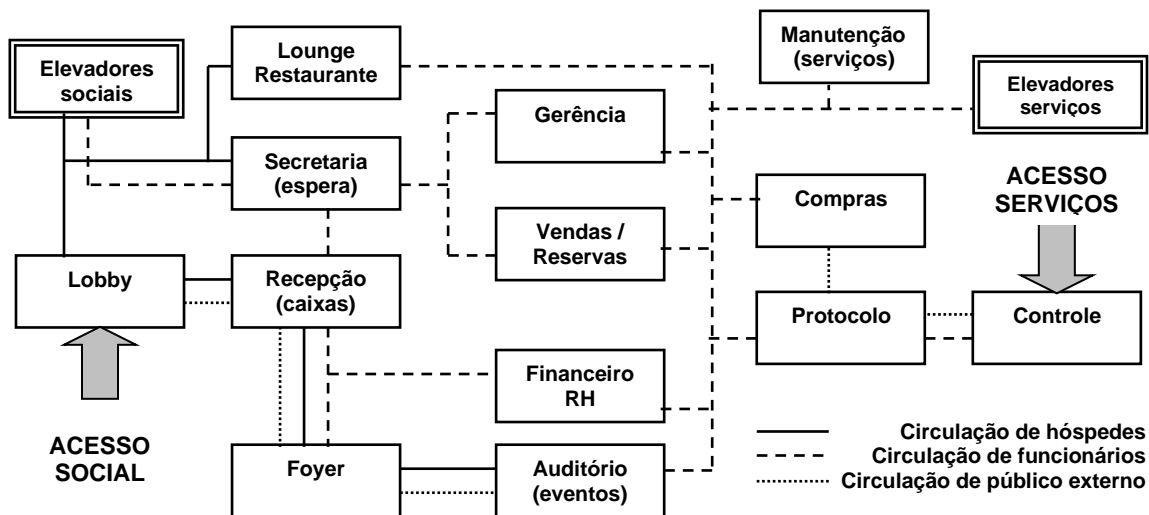 Elevadores
sociais
Lounge
Restaurante
Manutenção
(serviços)
Elevadores
serviços
Gerência
Secretaria
(espera)
Compras
ACESSO
SERVIÇOS
Vendas /
Reservas
Lobby
Recepção
(caixas)
Protocolo
Controle
Financeiro
RH
ACESSO
SOCIAL
Foyer
Auditório
(eventos)
Circulação de hóspedes
Circulação de funcionários
Circulação de público externo